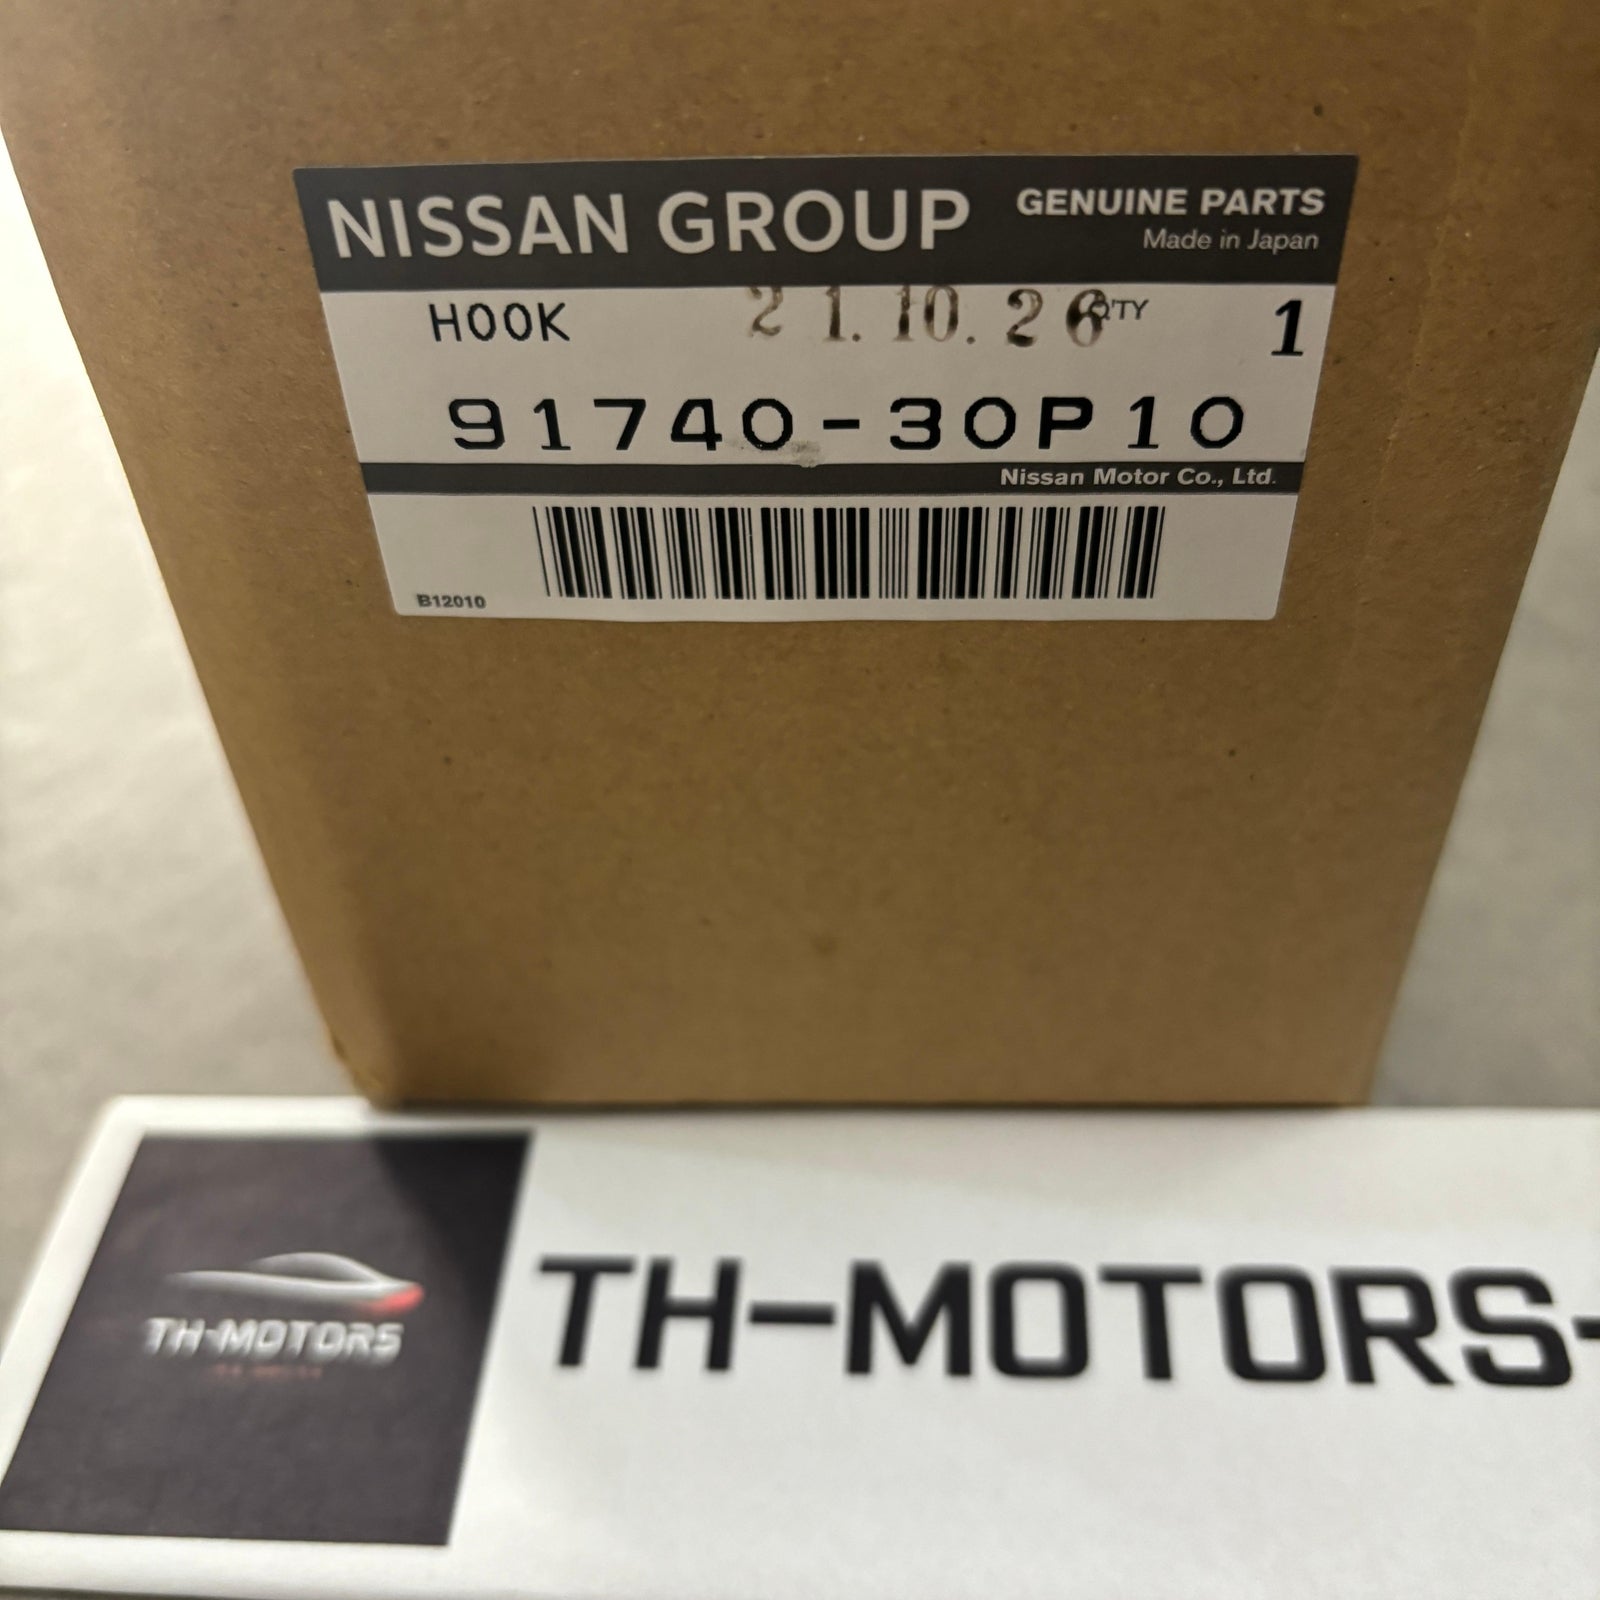 NISSAN GROUP
GENUINE PARTS
Made in Japan
HOOK
21.10.26
Q'TY
1
91740-30P10
Nissan Motor Co., Ltd.
B12010
TH-MOTORS
TH-MOTORS-